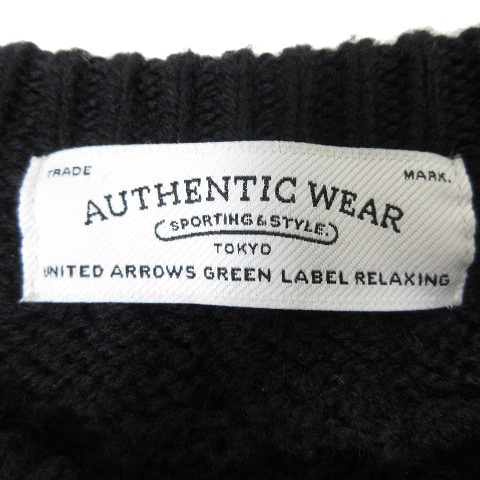 TRADE MARK.
AUTHENTIC WEAR
SPORTING & STYLE.
TOKYO
UNITED ARROWS GREEN LABEL RELAXING